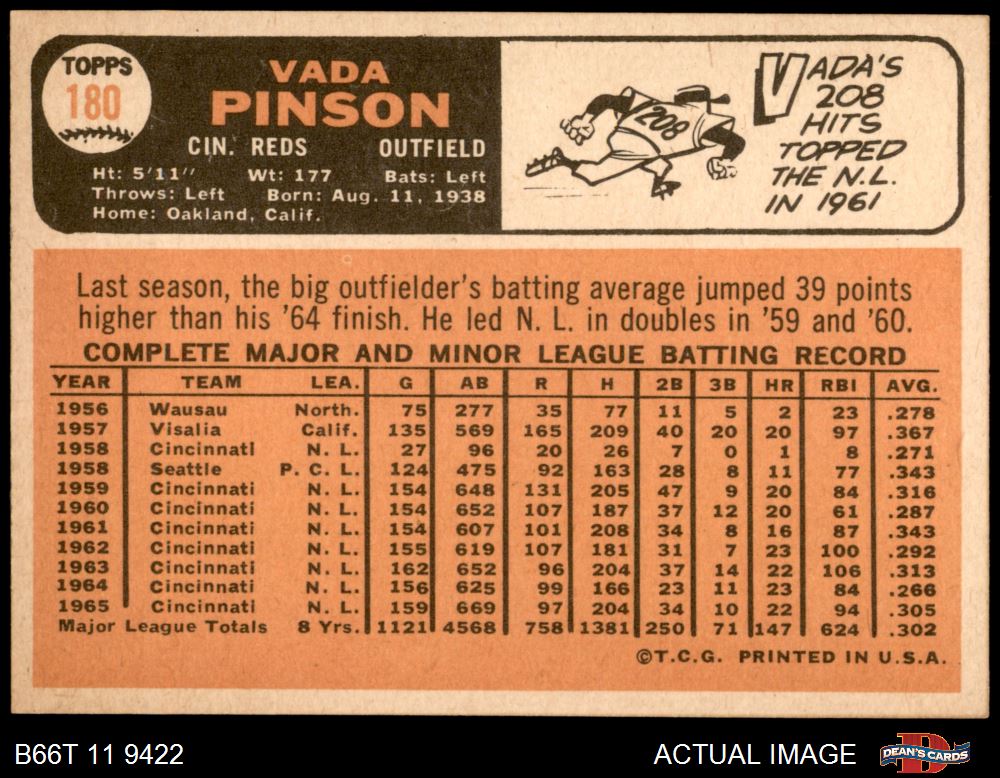 TOPPS
180
VADA
PINSON
CIN. REDS OUTFIELD
Ht: 5'11" Wt: 177 Bats: Left
Throws: Left Born: Aug. 11, 1938
Home: Oakland, Calif.
208
VADA'S
208
HITS
TOPPED
THE N.L.
IN 1961
Last season, the big outfielder's batting average jumped 39 points
higher than his '64 finish. He led N. L. in doubles in '59 and '60.
COMPLETE MAJOR AND MINOR LEAGUE BATTING RECORD
YEAR TEAM LEA. G AB R H 2B 3B HR RBI AVG.
1956 Wausau North. 75 277 35 77 11 5 2 23 .278
1957 Visalia Calif. 135 569 165 209 40 20 20 97 .367
1958 Cincinnati N. L. 27 96 20 26 7 0 1 8 .271
1958 Seattle P. C. L. 124 475 92 163 28 8 11 77 .343
1959 Cincinnati N. L. 154 648 131 205 47 9 20 84 .316
1960 Cincinnati N. L. 154 652 107 187 37 12 20 61 .287
1961 Cincinnati N. L. 154 607 101 208 34 8 16 87 .343
1962 Cincinnati N. L. 155 619 107 181 31 7 23 100 .292
1963 Cincinnati N. L. 162 652 96 204 37 14 22 106 .313
1964 Cincinnati N. L. 156 625 99 166 23 11 23 84 .266
1965 Cincinnati N. L. 159 669 97 204 34 10 22 94 .305
Major League Totals 8 Yrs. 1121 4568 758 1381 250 71 147 624 .302
©T.C.G. PRINTED IN U.S.A.
B66T 11 9422 ACTUAL IMAGE
DEAN'S CARDS